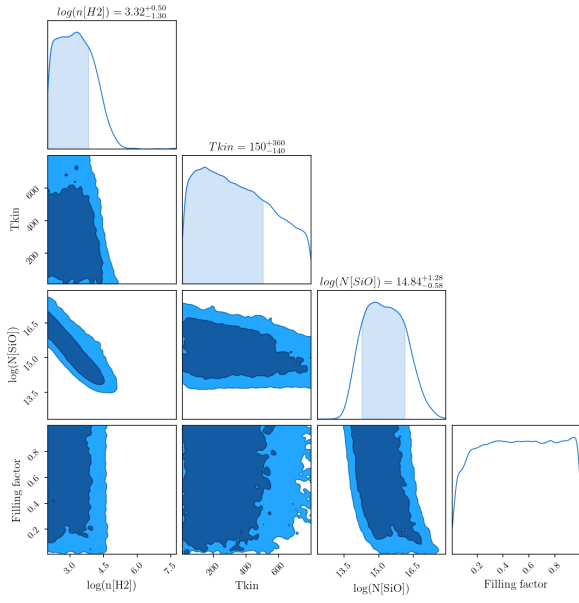 log(n[H2]) = 3.32+0.50−1.30
Tkin = 150+360−140
Tkin
600
400
200
log(N[SiO]) = 14.84+1.28−0.58
log(N[SiO])
16.5
15.0
13.5
Filling factor
0.8
0.6
0.4
0.2
3.0 4.5 6.0 7.5
200 400 600
13.5 15.0 16.5
0.2 0.4 0.6 0.8
log(n[H2])
Tkin
log(N[SiO])
Filling factor